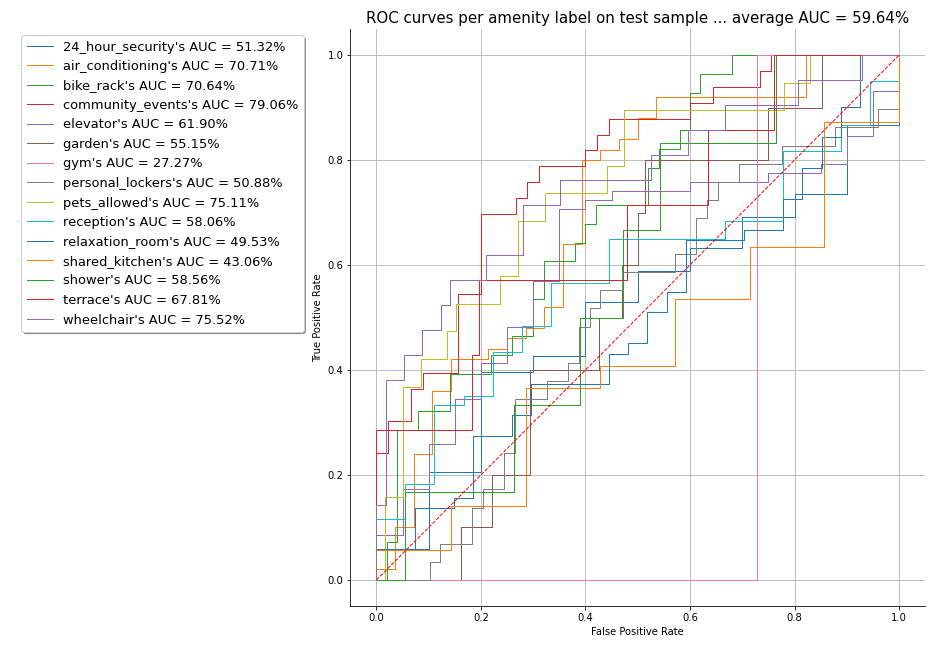 ROC curves per amenity label on test sample ... average AUC = 59.64%
24_hour_security's AUC = 51.32%
air_conditioning's AUC = 70.71%
bike_rack's AUC = 70.64%
community_events's AUC = 79.06%
elevator's AUC = 61.90%
garden's AUC = 55.15%
gym's AUC = 27.27%
personal_lockers's AUC = 50.88%
pets_allowed's AUC = 75.11%
reception's AUC = 58.06%
relaxation_room's AUC = 49.53%
shared_kitchen's AUC = 43.06%
shower's AUC = 58.56%
terrace's AUC = 67.81%
wheelchair's AUC = 75.52%
True Positive Rate
1.0
0.8
0.6
0.4
0.2
0.0
0.0 0.2 0.4 0.6 0.8 1.0
False Positive Rate